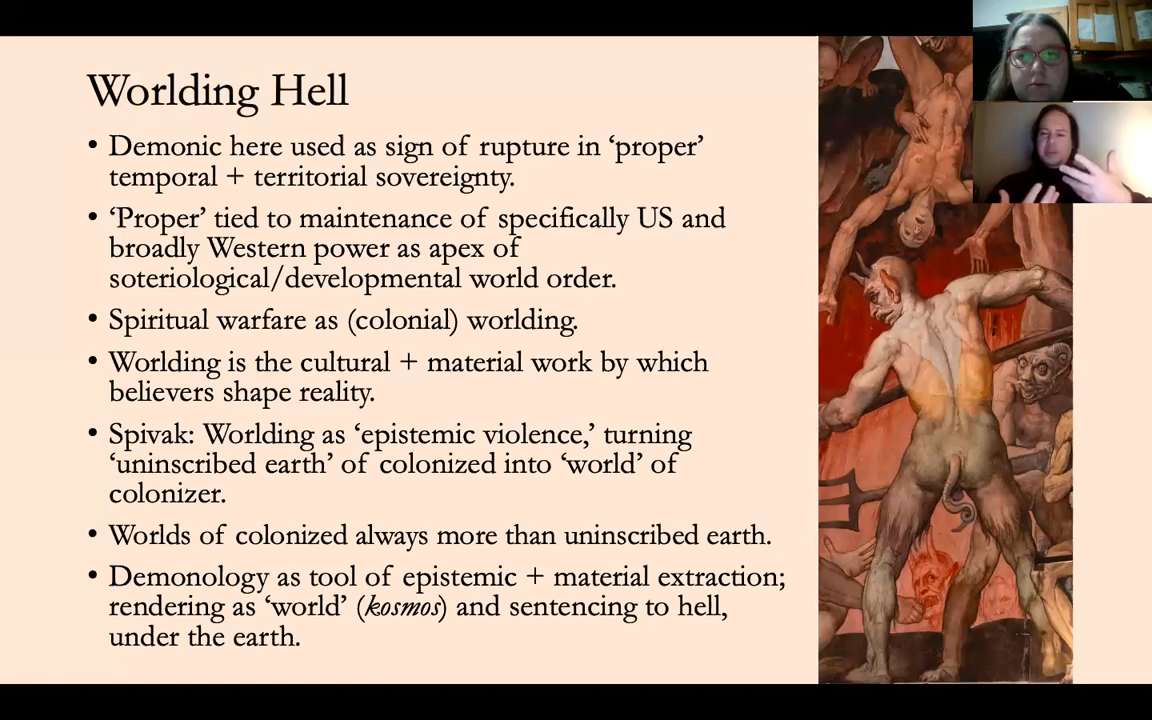 Worlding Hell
• Demonic here used as sign of rupture in ‘proper’
temporal + territorial sovereignty.
• ‘Proper’ tied to maintenance of specifically US and
broadly Western power as apex of
soteriological/developmental world order.
• Spiritual warfare as (colonial) worlding.
• Worlding is the cultural + material work by which
believers shape reality.
• Spivak: Worlding as ‘epistemic violence,’ turning
‘uninscribed earth’ of colonized into ‘world’ of
colonizer.
• Worlds of colonized always more than uninscribed earth.
• Demonology as tool of epistemic + material extraction;
rendering as ‘world’ (kosmos) and sentencing to hell,
under the earth.